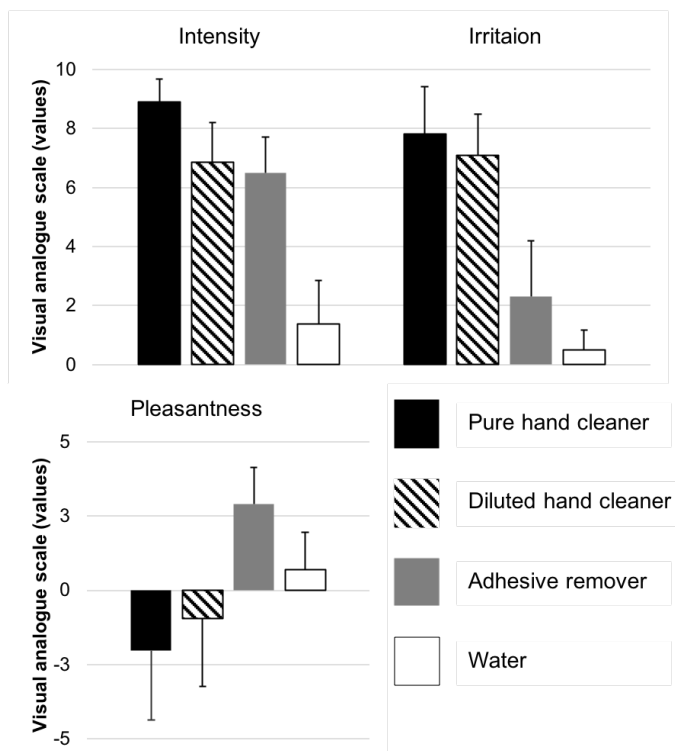 Intensity
Irritaion
Visual analogue scale (values)
10
8
6
4
2
0
Pleasantness
Visual analogue scale (values)
5
3
0
-3
-5
Pure hand cleaner
Diluted hand cleaner
Adhesive remover
Water